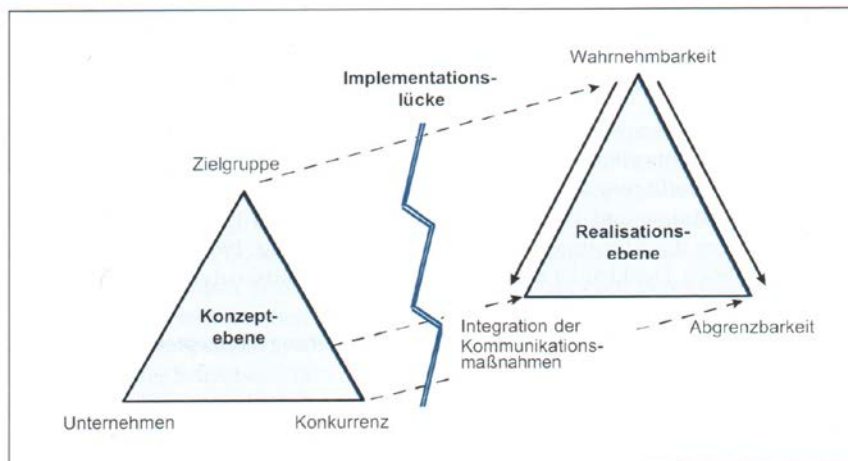 Wahrnehmbarkeit
Implementations-
lücke
Zielgruppe
Realisations-
ebene
Konzept-
ebene
Integration der
Kommunikations-
maßnahmen
Abgrenzbarkeit
Unternehmen
Konkurrenz